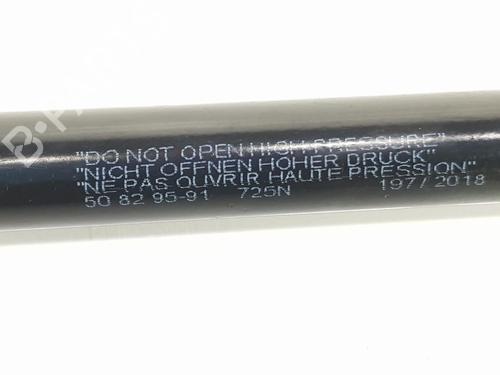 "DO NOT OPEN HIGH PRESSURE"
"NICHT OFFNEN HOHER DRUCK"
"NE PAS OUVRIR HAUTE PRESSION"
50 82 95-91 725N 197/2018
B-PARTS